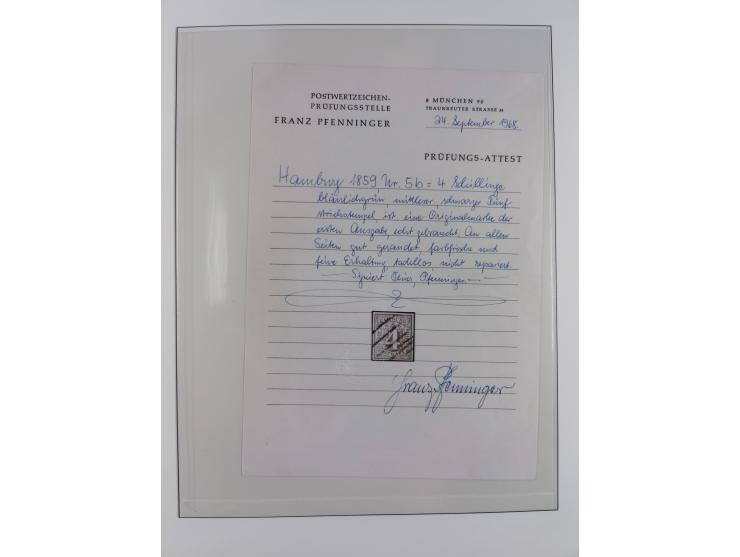 POSTWERTZEICHEN-
PRÜFUNGSSTELLE
FRANZ PFENNINGER
8 MÜNCHEN 90
TRAUNREUTER STRASSE
24. September 1968
PRÜFUNGS-ATTEST
Hamburg 1859, Nr. 5b = 4 Schillinge
bläulichgrün, mittlerer, schwarzer Fünf
strichstempel, ist eine Originalmarke der
ersten Ausgabe, echt gebraucht. An allen
Seiten gut gerandet, farbfrische und
feine Erhaltung, tadellos, nicht repariert.
Signiert: Pfenninger.
4
Franz Pfenninger